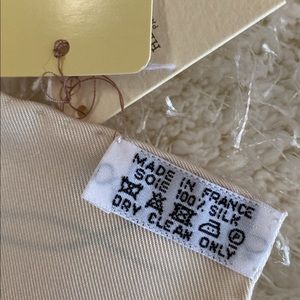 MADE IN FRANCE
SOIE 100% SILK
DRY CLEAN ONLY